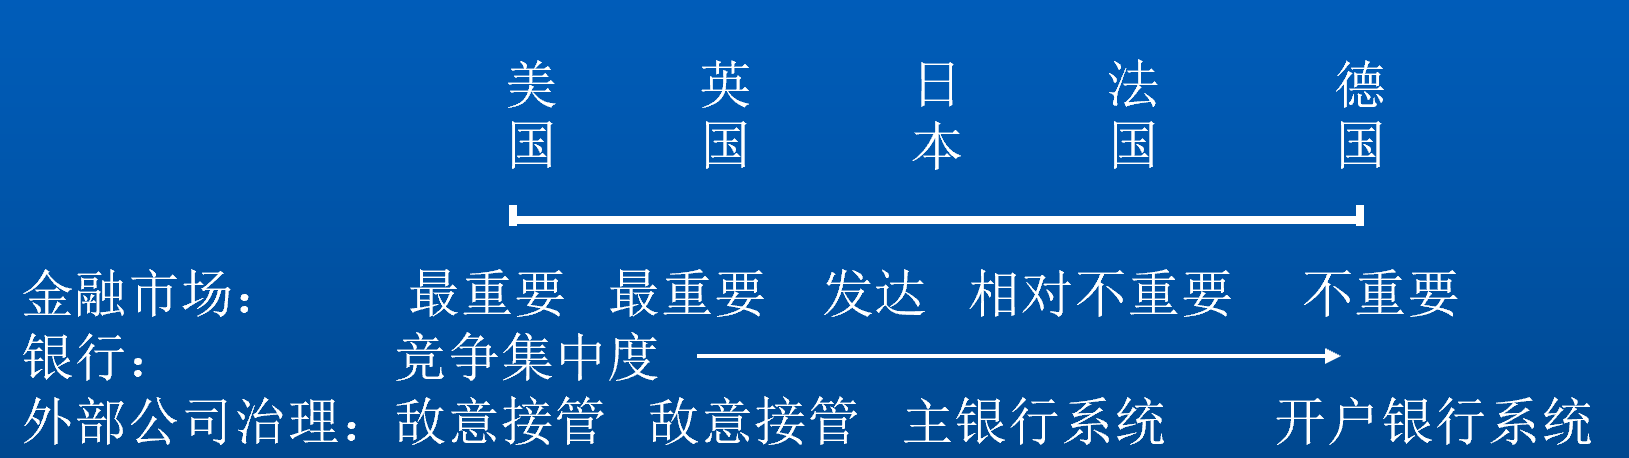 美国 英国 日本 法国 德国
金融市场： 最重要 最重要 发达 相对不重要 不重要
银行： 竞争集中度
外部公司治理：敌意接管 敌意接管 主银行系统 开户银行系统